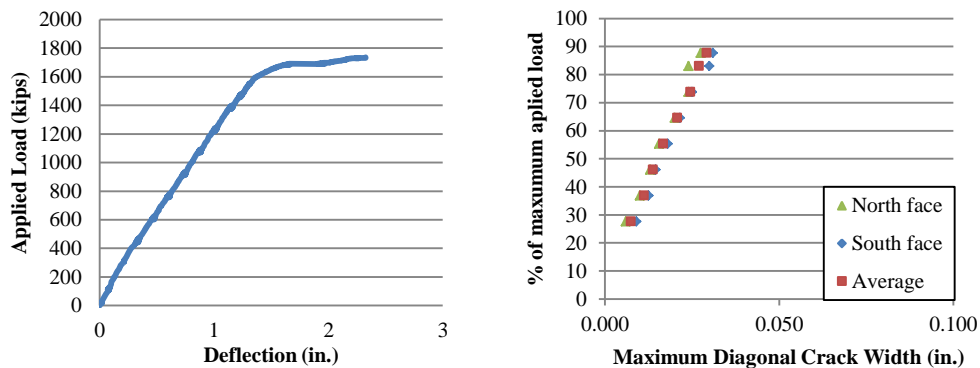 2000
1800
1600
1400
1200
1000
800
600
400
200
0
Applied Load (kips)
0 1 2 3
Deflection (in.)
100
90
80
70
60
50
40
30
20
10
0
% of maxumum aplied load
North face
South face
Average
0.000 0.050 0.100
Maximum Diagonal Crack Width (in.)